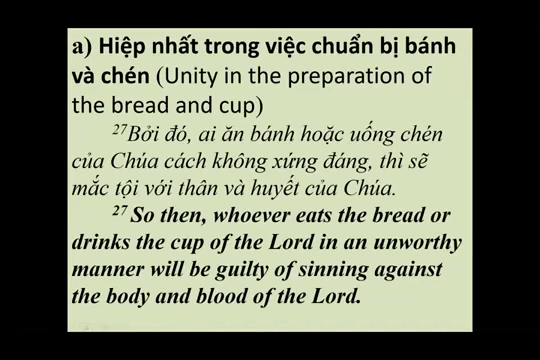 a) Hiệp nhất trong việc chuẩn bị bánh
và chén (Unity in the preparation of
the bread and cup)
27Bởi đó, ai ăn bánh hoặc uống chén
của Chúa cách không xứng đáng, thì sẽ
mắc tội với thân và huyết của Chúa.
27 So then, whoever eats the bread or
drinks the cup of the Lord in an unworthy
manner will be guilty of sinning against
the body and blood of the Lord.